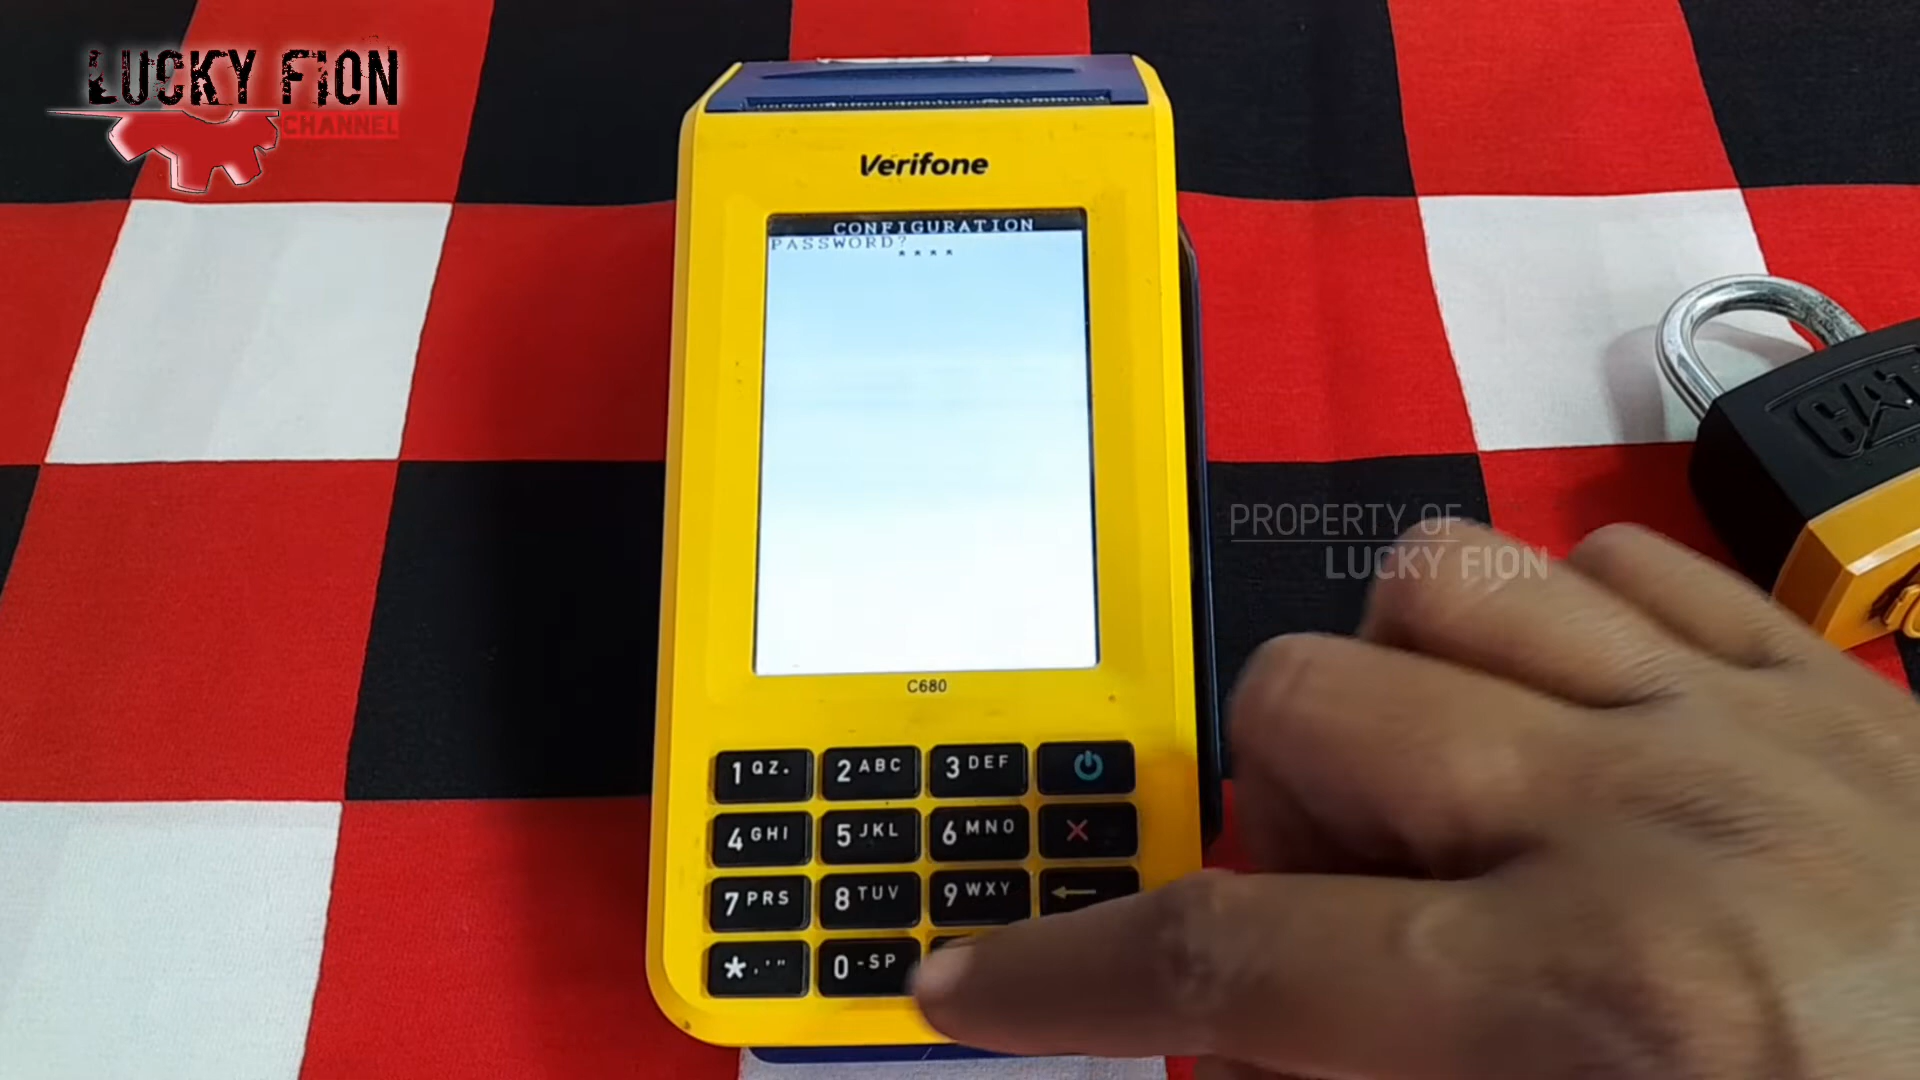 LUCKY FION
CHANNEL
Verifone
CONFIGURATION
PASSWORD?
****
C680
PROPERTY OF
LUCKY FION
1 QZ.
2 ABC
3 DEF
4 GHI
5 JKL
6 MNO
7 PRS
8 TUV
9 WXY
* ,'"
0 -SP
CAT